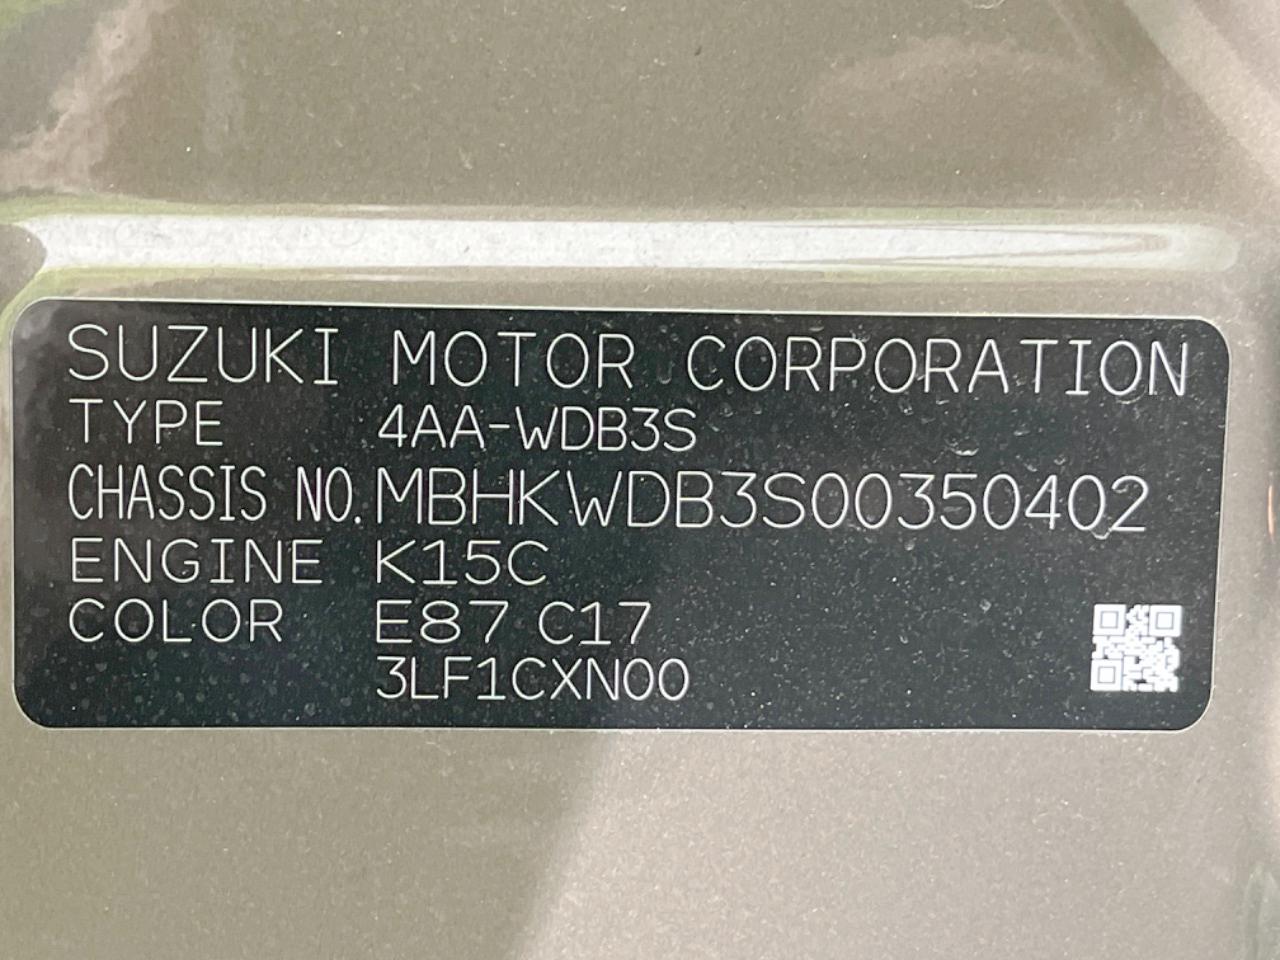 SUZUKI MOTOR CORPORATION
TYPE 4AA-WDB3S
CHASSIS NO. MBHKWDB3S00350402
ENGINE K15C
COLOR E87 C17
3LF1CXN00